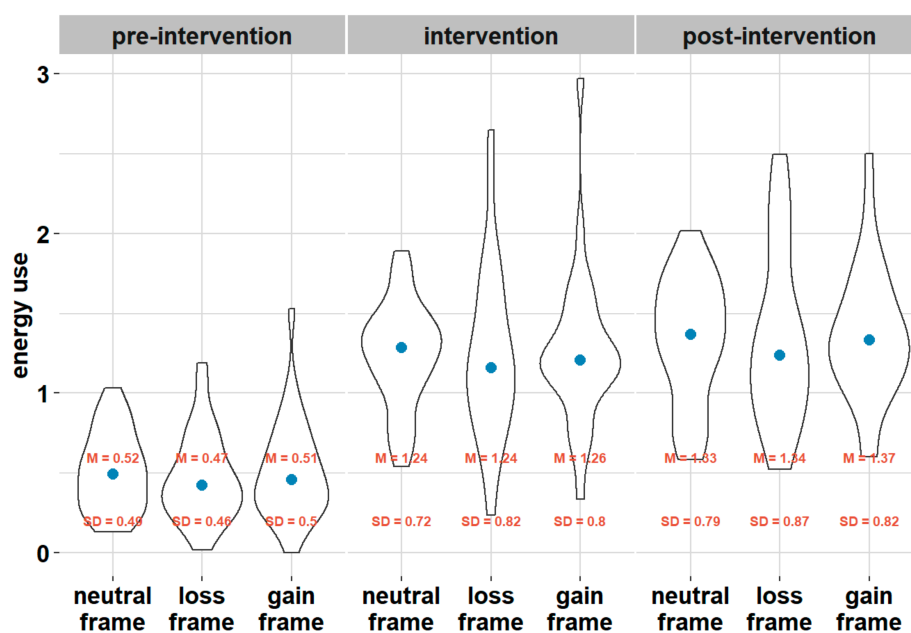 pre-intervention intervention post-intervention
3
2
1
0
energy use
M = 0.52 M = 0.47 M = 0.51 M = 1.24 M = 1.24 M = 1.26 M = 1.33 M = 1.34 M = 1.37
SD = 0.49 SD = 0.46 SD = 0.5 SD = 0.72 SD = 0.82 SD = 0.8 SD = 0.79 SD = 0.87 SD = 0.82
neutral loss gain neutral loss gain neutral loss gain
frame frame frame frame frame frame frame frame frame